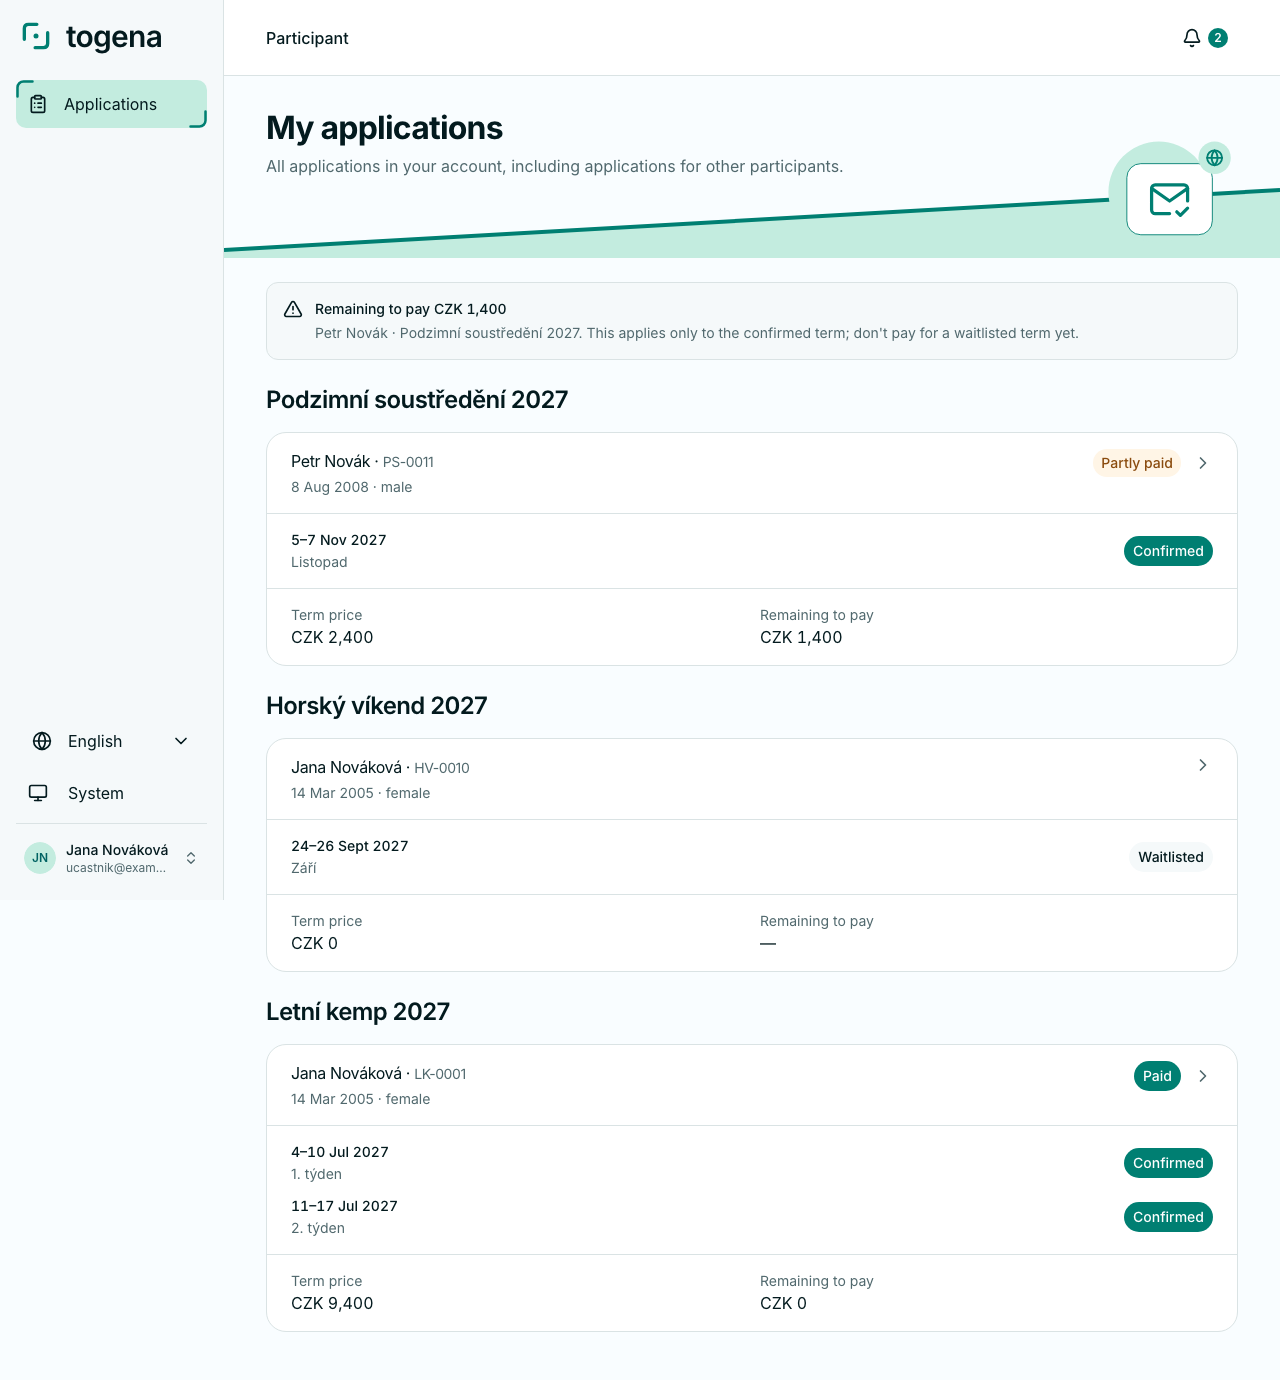 togena
Participant
2
Applications
My applications
All applications in your account, including applications for other participants.
Remaining to pay CZK 1,400
Petr Novák · Podzimní soustředění 2027. This applies only to the confirmed term; don't pay for a waitlisted term yet.
Podzimní soustředění 2027
Petr Novák · PS-0011
Partly paid
8 Aug 2008 · male
5–7 Nov 2027
Listopad
Confirmed
Term price
Remaining to pay
CZK 2,400
CZK 1,400
Horský víkend 2027
Jana Nováková · HV-0010
14 Mar 2005 · female
24–26 Sept 2027
Září
Waitlisted
Term price
Remaining to pay
CZK 0
—
Letní kemp 2027
Jana Nováková · LK-0001
Paid
14 Mar 2005 · female
4–10 Jul 2027
1. týden
Confirmed
11–17 Jul 2027
2. týden
Confirmed
Term price
Remaining to pay
CZK 9,400
CZK 0
English
System
JN
Jana Nováková
ucastnik@exam...